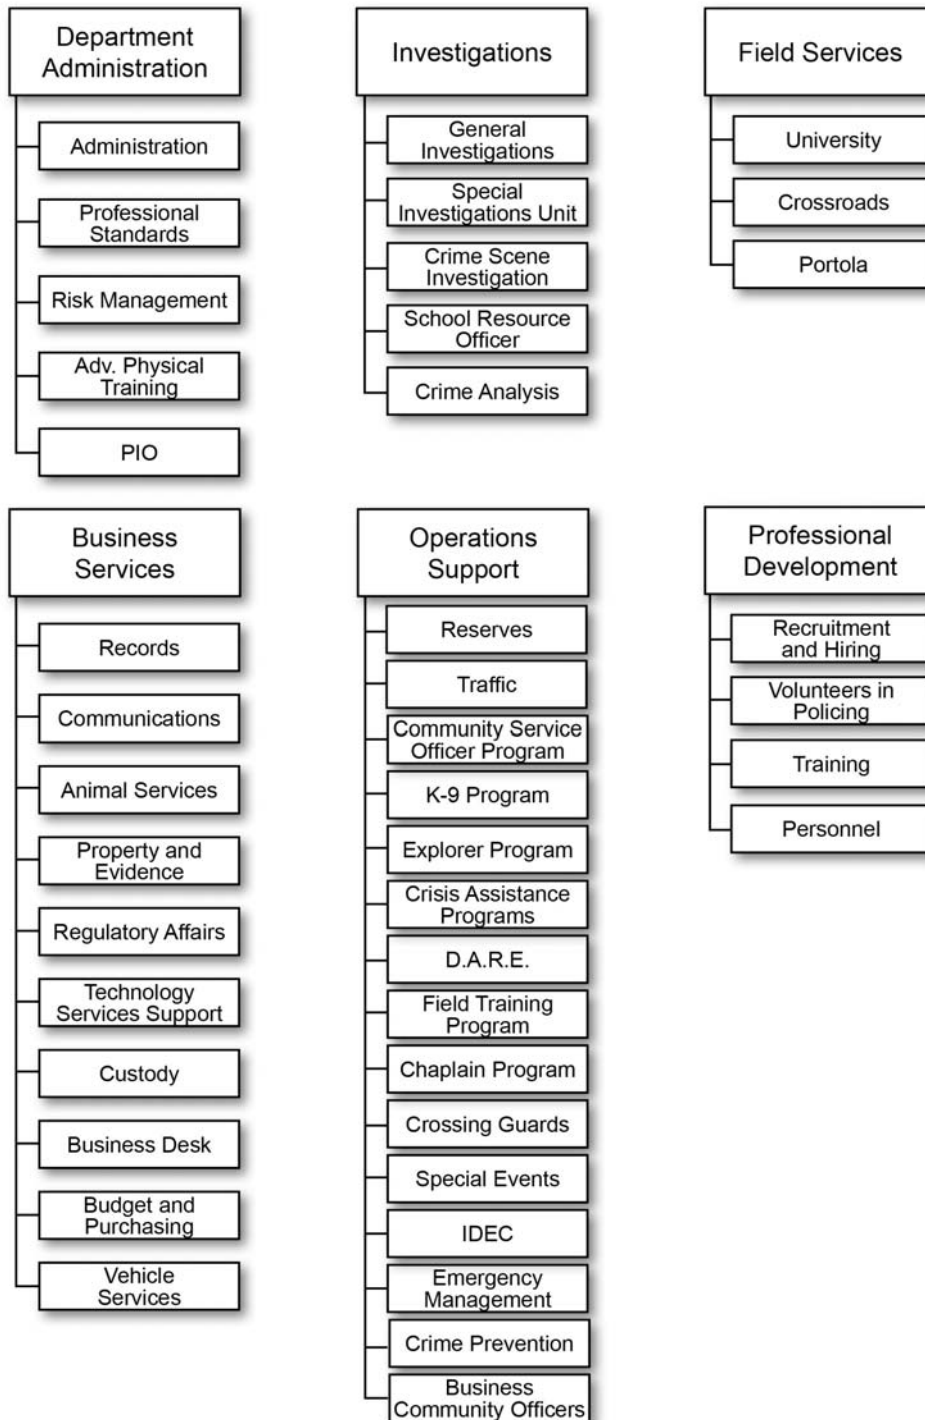 Department
Administration
Administration
Professional
Standards
Risk Management
Adv. Physical
Training
PIO
Investigations
General
Investigations
Special
Investigations Unit
Crime Scene
Investigation
School Resource
Officer
Crime Analysis
Field Services
University
Crossroads
Portola
Business
Services
Records
Communications
Animal Services
Property and
Evidence
Regulatory Affairs
Technology
Services Support
Custody
Business Desk
Budget and
Purchasing
Vehicle
Services
Operations
Support
Reserves
Traffic
Community Service
Officer Program
K-9 Program
Explorer Program
Crisis Assistance
Programs
D.A.R.E.
Field Training
Program
Chaplain Program
Crossing Guards
Special Events
IDEC
Emergency
Management
Crime Prevention
Business
Community Officers
Professional
Development
Recruitment
and Hiring
Volunteers in
Policing
Training
Personnel